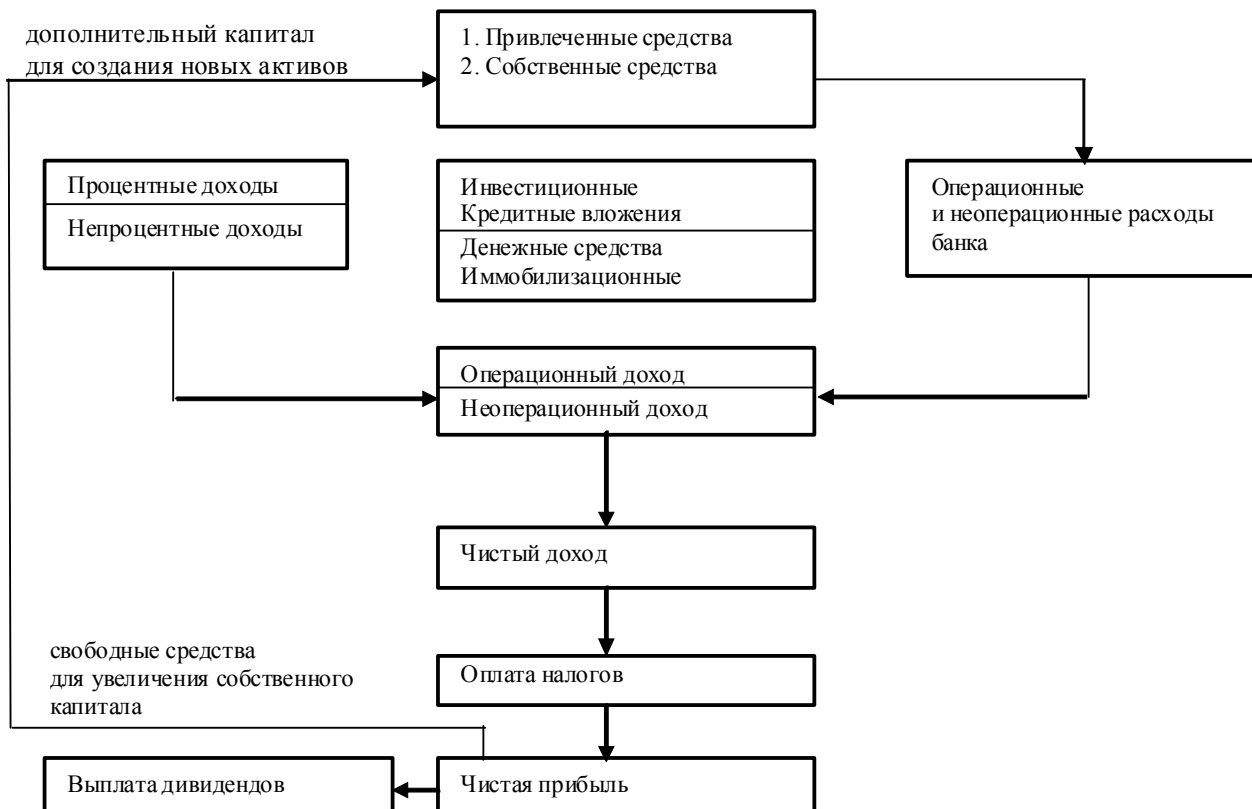 дополнительный капитал
для создания новых активов
1. Привлеченные средства
2. Собственные средства
Процентные доходы
Непроцентные доходы
Инвестиционные
Кредитные вложения
Денежные средства
Иммобилизационные
Операционные
и неоперационные расходы
банка
Операционный доход
Неоперационный доход
Чистый доход
свободные средства
для увеличения собственного
капитала
Оплата налогов
Выплата дивидендов
Чистая прибыль